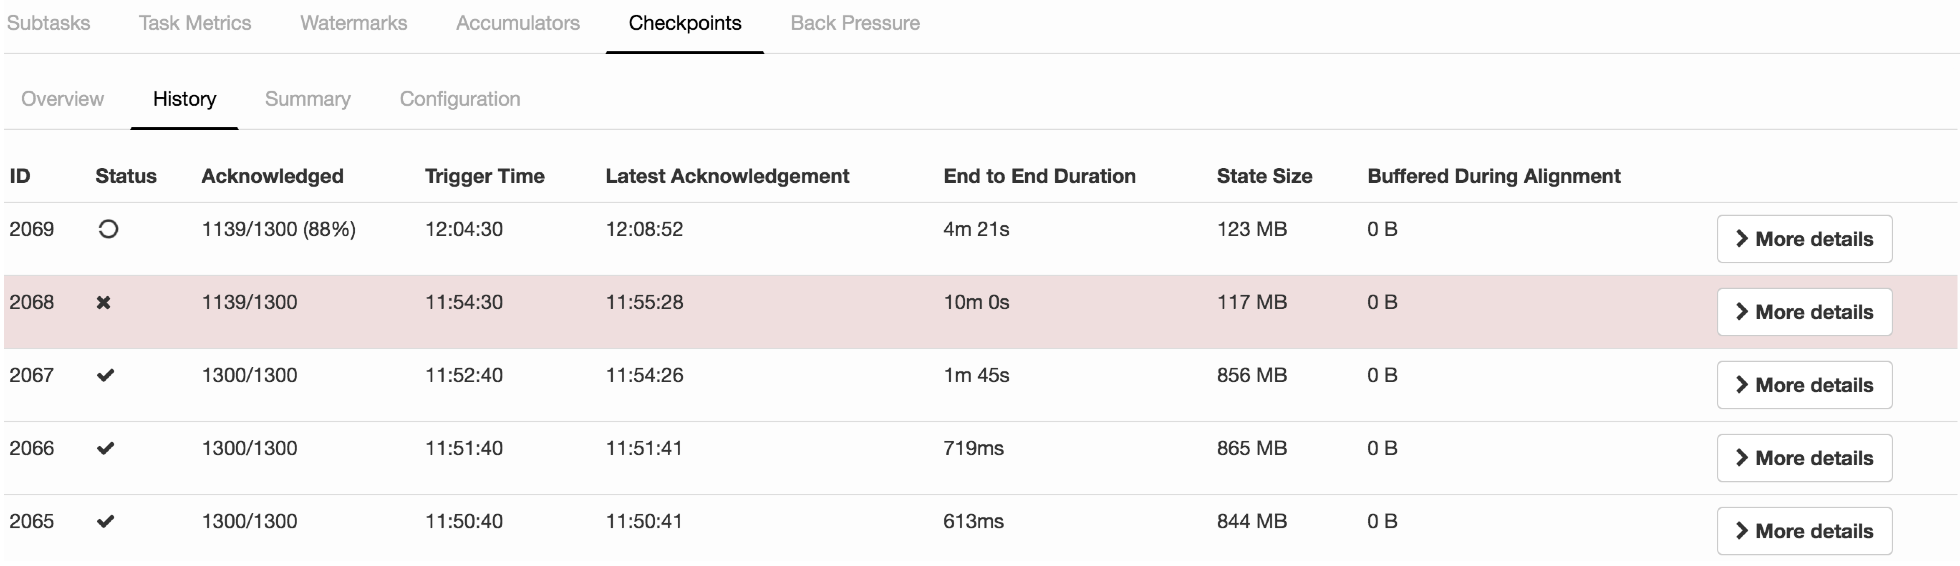 Subtasks Task Metrics Watermarks Accumulators Checkpoints Back Pressure
Overview History Summary Configuration
ID Status Acknowledged Trigger Time Latest Acknowledgement End to End Duration State Size Buffered During Alignment
2069 1139/1300 (88%) 12:04:30 12:08:52 4m 21s 123 MB 0 B More details
2068 1139/1300 11:54:30 11:55:28 10m 0s 117 MB 0 B More details
2067 1300/1300 11:52:40 11:54:26 1m 45s 856 MB 0 B More details
2066 1300/1300 11:51:40 11:51:41 719ms 865 MB 0 B More details
2065 1300/1300 11:50:40 11:50:41 613ms 844 MB 0 B More details